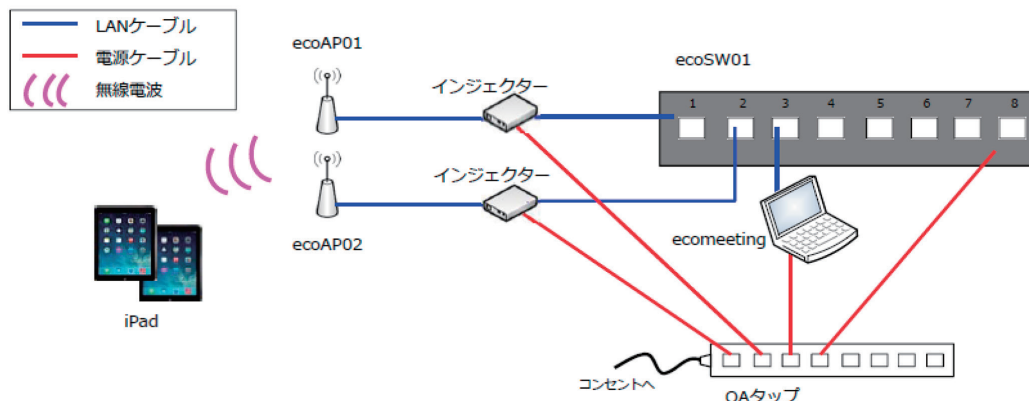 LANケーブル
電源ケーブル
無線電波
ecoAP01
インジェクター
ecoSW01
1 2 3 4 5 6 7 8
インジェクター
ecoAP02
ecomeeting
iPad
コンセントへ
OAタップ